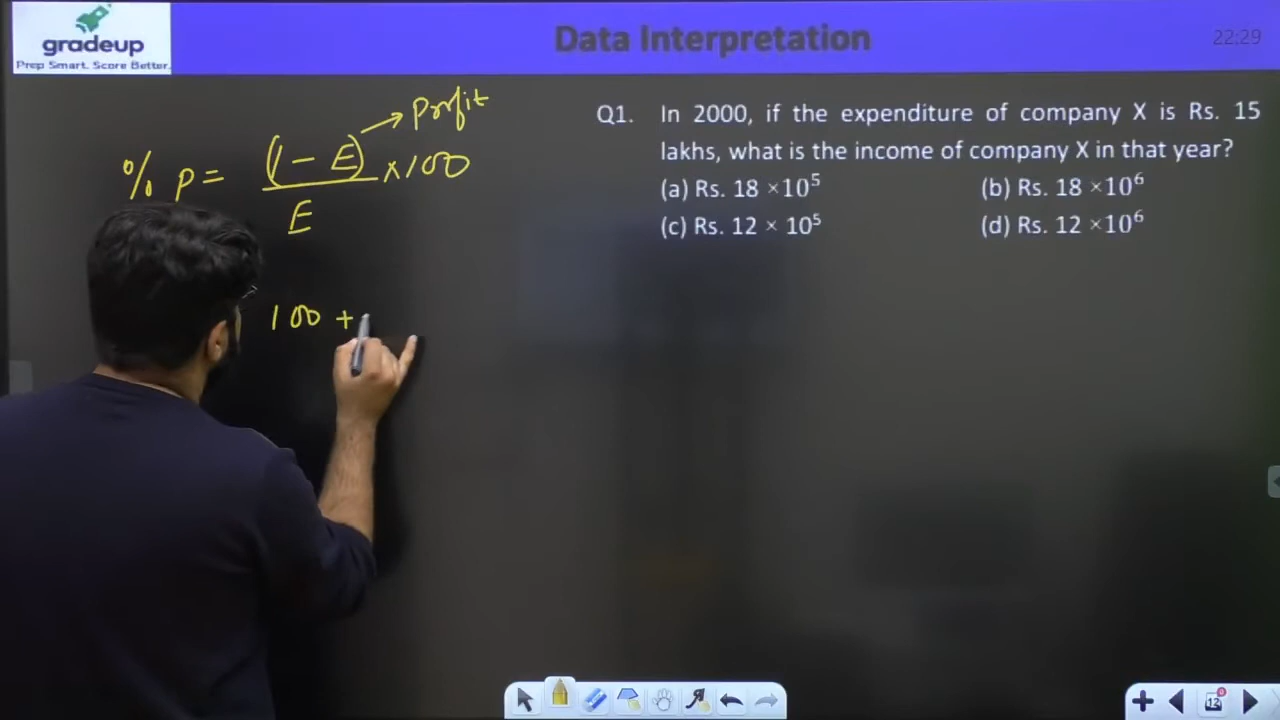 gradeup
Prep Smart. Score Better.
Data Interpretation
22:29
Profit
% P = (I - E) × 100
E
100 +
Q1. In 2000, if the expenditure of company X is Rs. 15
lakhs, what is the income of company X in that year?
(a) Rs. 18 ×10⁵ (b) Rs. 18 ×10⁶
(c) Rs. 12 × 10⁵ (d) Rs. 12 ×10⁶
12